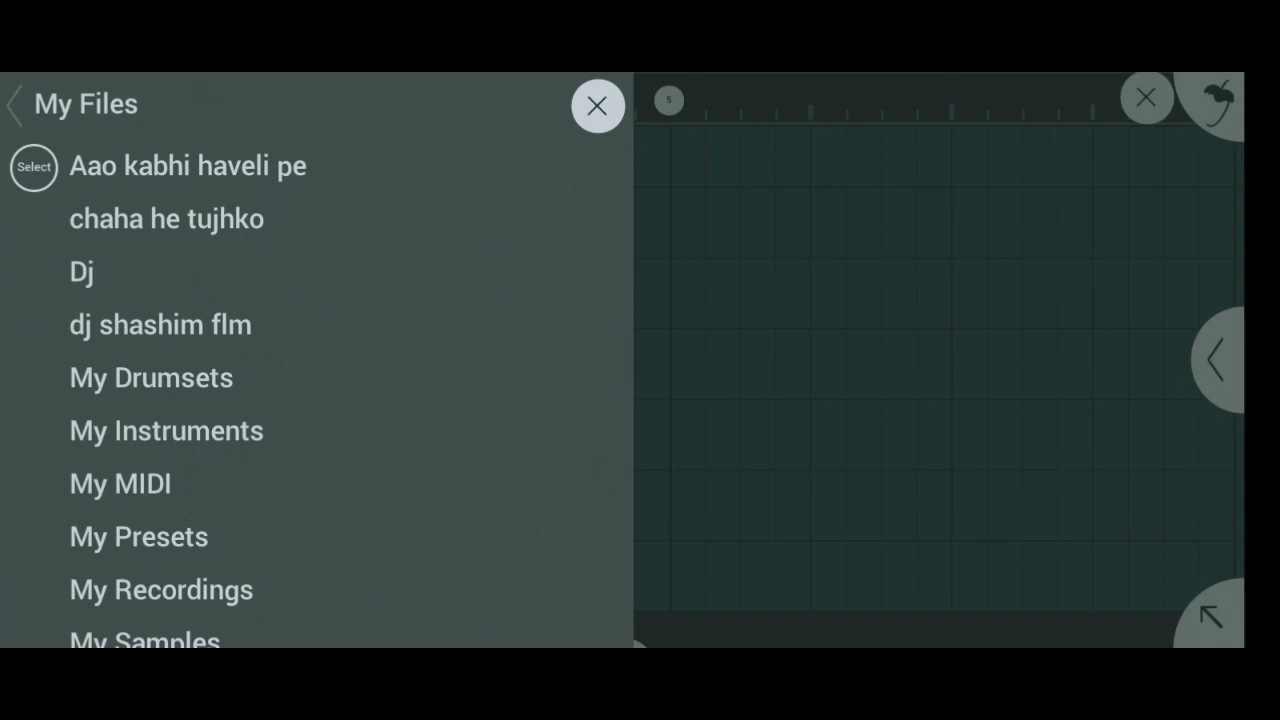 My Files
5
Select
Aao kabhi haveli pe
chaha he tujhko
Dj
dj shashim flm
My Drumsets
My Instruments
My MIDI
My Presets
My Recordings
My Samples